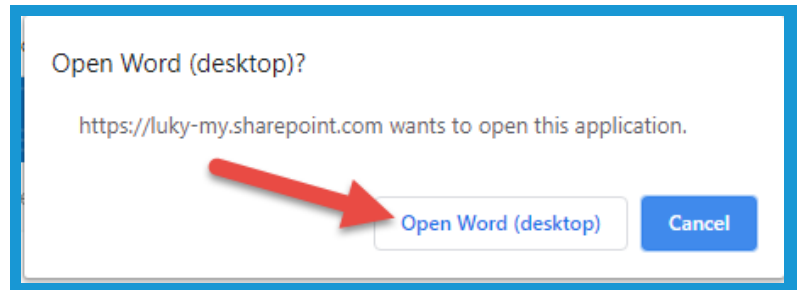 Open Word (desktop)?
https://luky-my.sharepoint.com wants to open this application.
Open Word (desktop)
Cancel